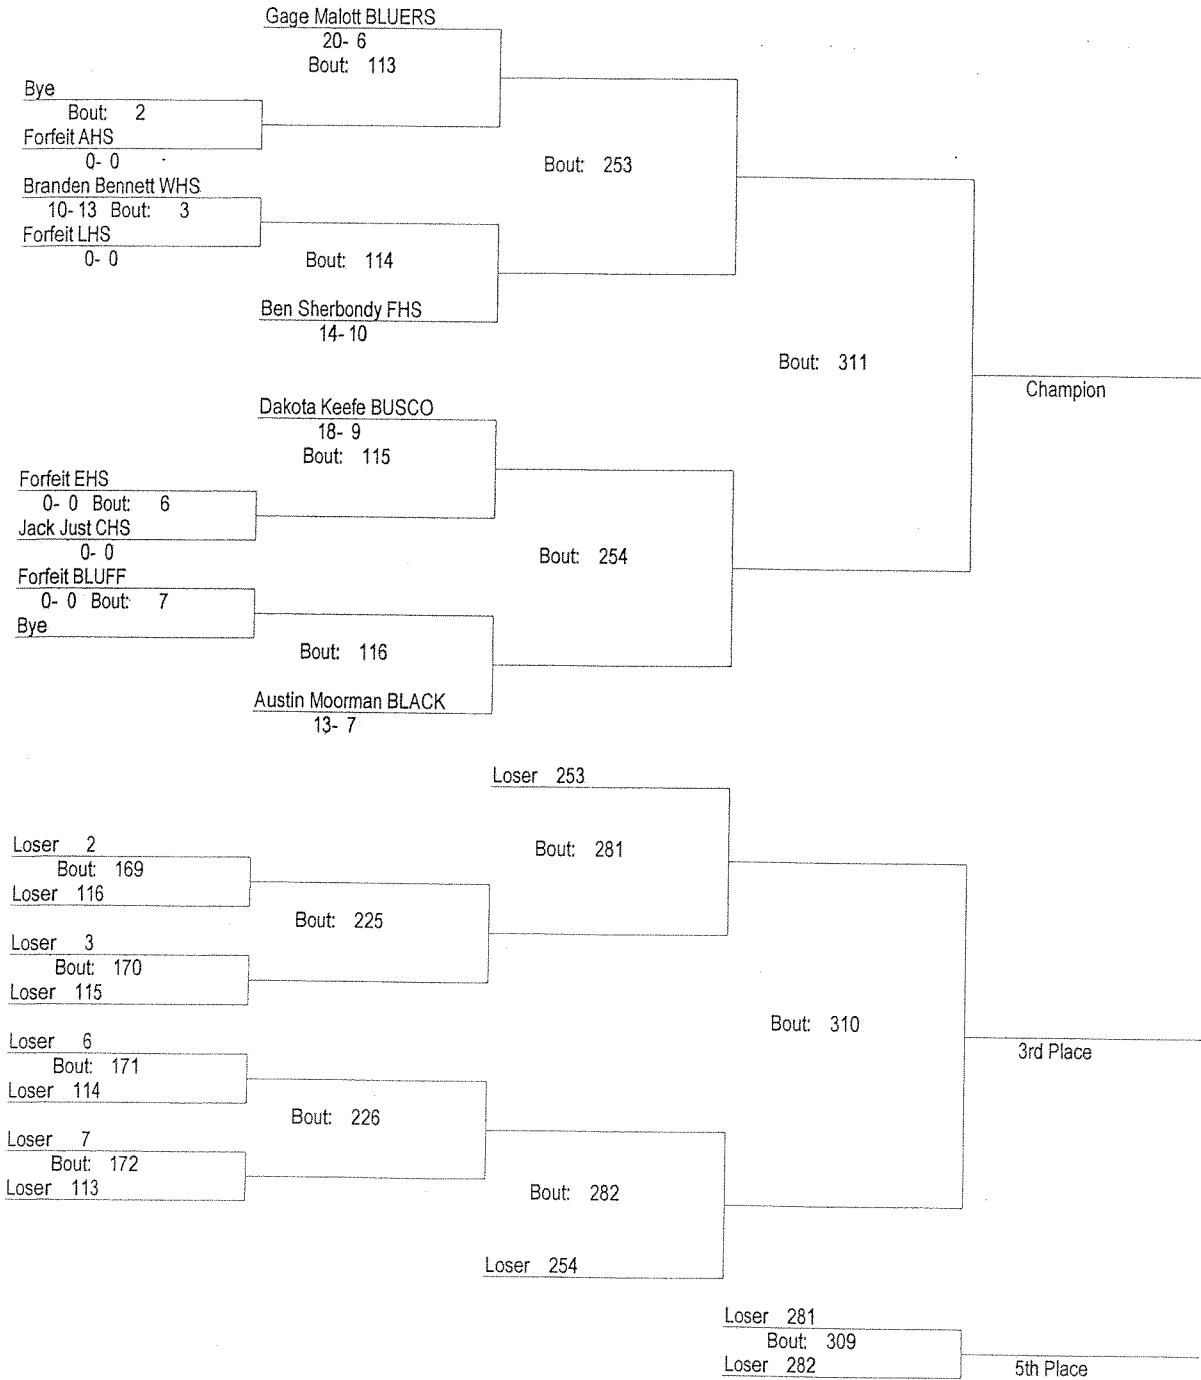 Gage Malott BLUERS
20- 6
Bout: 113
Bye
Bout: 2
Forfeit AHS
0- 0
Bout: 253
Branden Bennett WHS
10- 13 Bout: 3
Forfeit LHS
0- 0
Bout: 114
Ben Sherbondy FHS
14- 10
Bout: 311
Champion
Dakota Keefe BUSCO
18- 9
Bout: 115
Forfeit EHS
0- 0 Bout: 6
Jack Just CHS
0- 0
Bout: 254
Forfeit BLUFF
0- 0 Bout: 7
Bye
Bout: 116
Austin Moorman BLACK
13- 7
Loser 253
Loser 2
Bout: 281
Bout: 169
Loser 116
Bout: 225
Loser 3
Bout: 170
Loser 115
Bout: 310
Loser 6
3rd Place
Bout: 171
Loser 114
Bout: 226
Loser 7
Bout: 172
Loser 113
Bout: 282
Loser 254
Loser 281
Bout: 309
Loser 282
5th Place